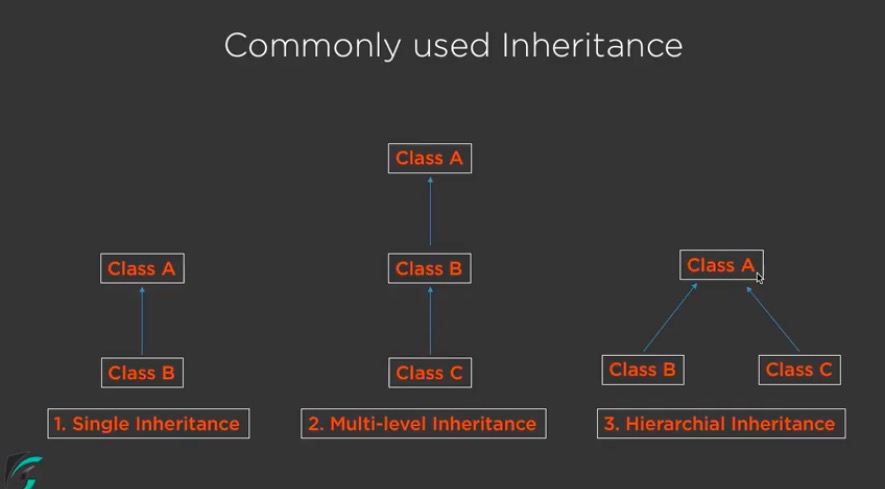 Commonly used Inheritance
Class A
Class B
1. Single Inheritance
Class A
Class B
Class C
2. Multi-level Inheritance
Class A
Class B
Class C
3. Hierarchial Inheritance